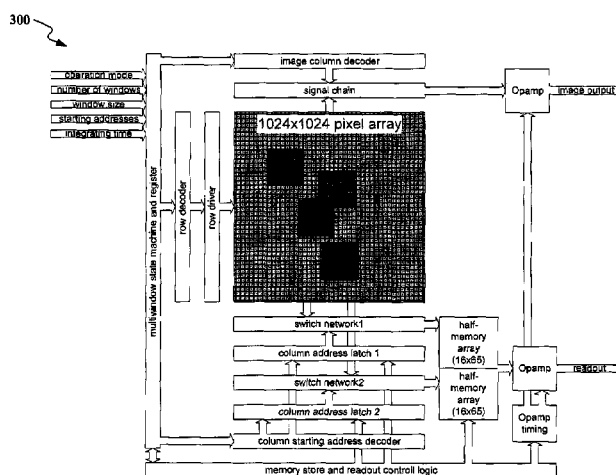 300
operation mode
number of windows
window size
starting addresses
integrating time
multiwindow state machine and register
row decoder
row driver
image column decoder
signal chain
1024x1024 pixel array
Opamp
image output
switch network1
column address latch 1
switch network2
column address latch 2
column starting address decoder
half-
memory
array
(16x65)
half-
memory
array
(16x65)
Opamp
readout
Opamp
timing
memory store and readout controll logic